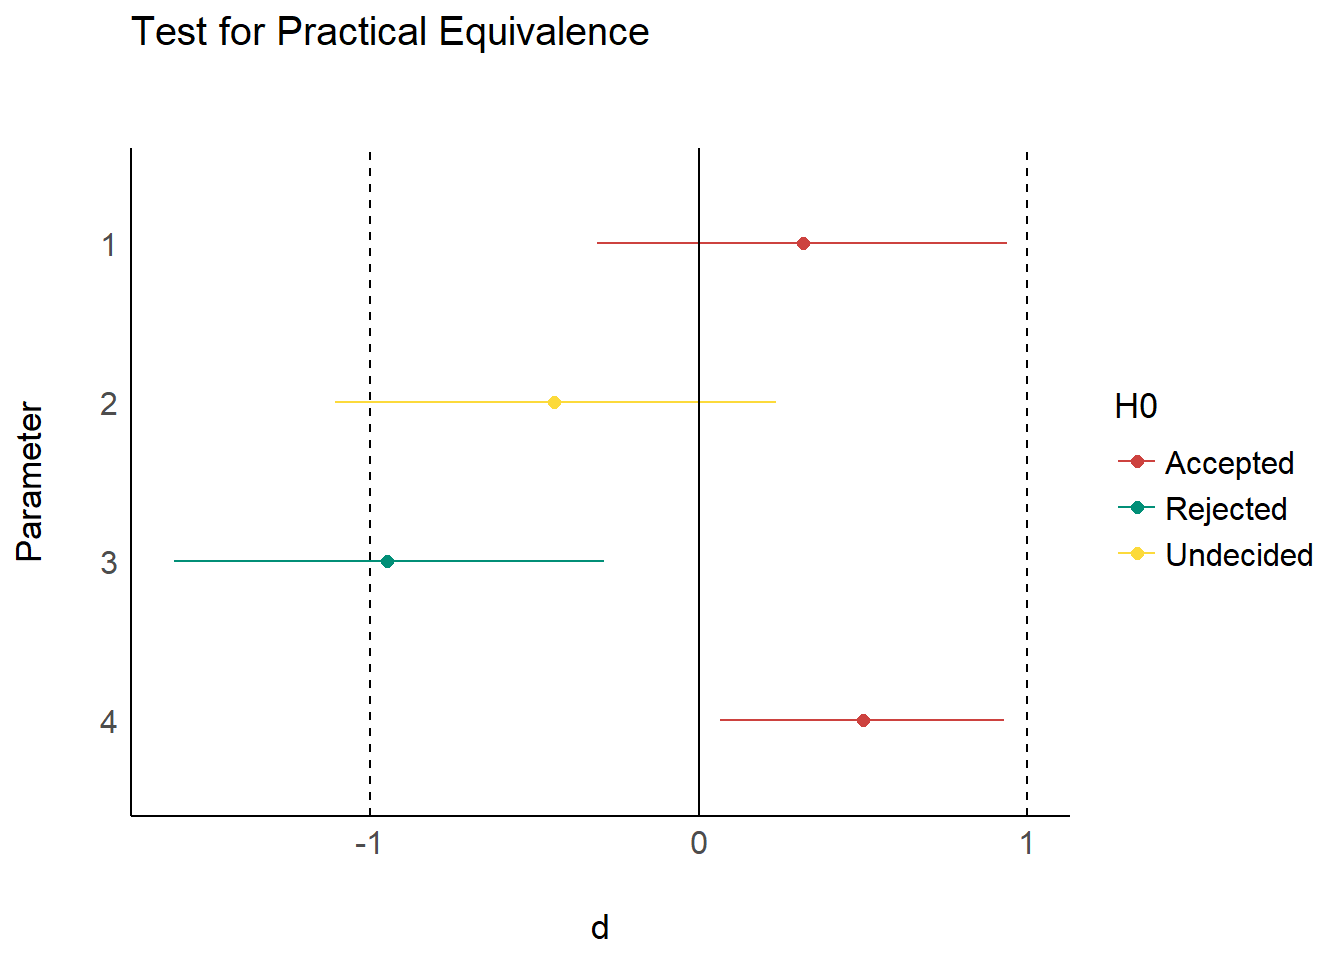 Test for Practical Equivalence
Parameter
1
2
3
4
-1
0
1
d
H0
Accepted
Rejected
Undecided